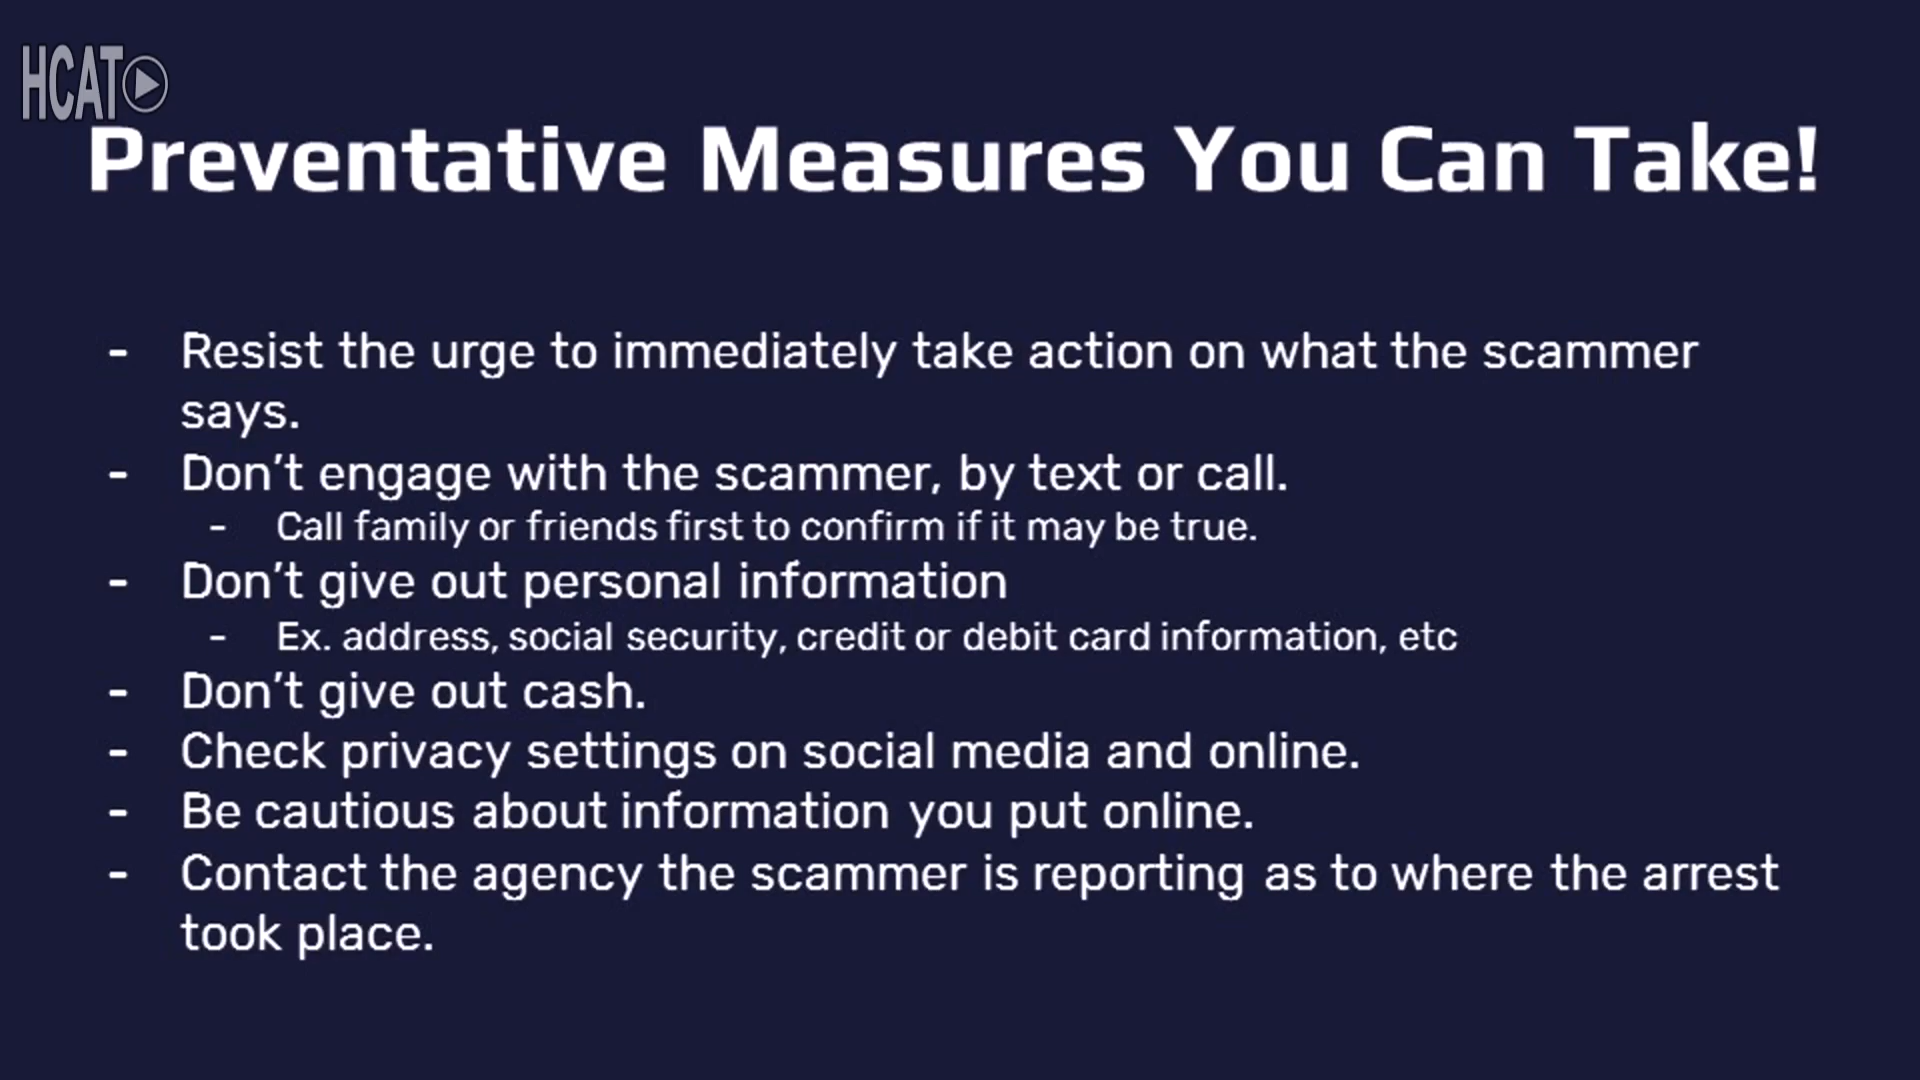 HCAT
Preventative Measures You Can Take!
- Resist the urge to immediately take action on what the scammer
says.
- Don't engage with the scammer, by text or call.
- Call family or friends first to confirm if it may be true.
- Don't give out personal information
- Ex. address, social security, credit or debit card information, etc
- Don't give out cash.
- Check privacy settings on social media and online.
- Be cautious about information you put online.
- Contact the agency the scammer is reporting as to where the arrest
took place.